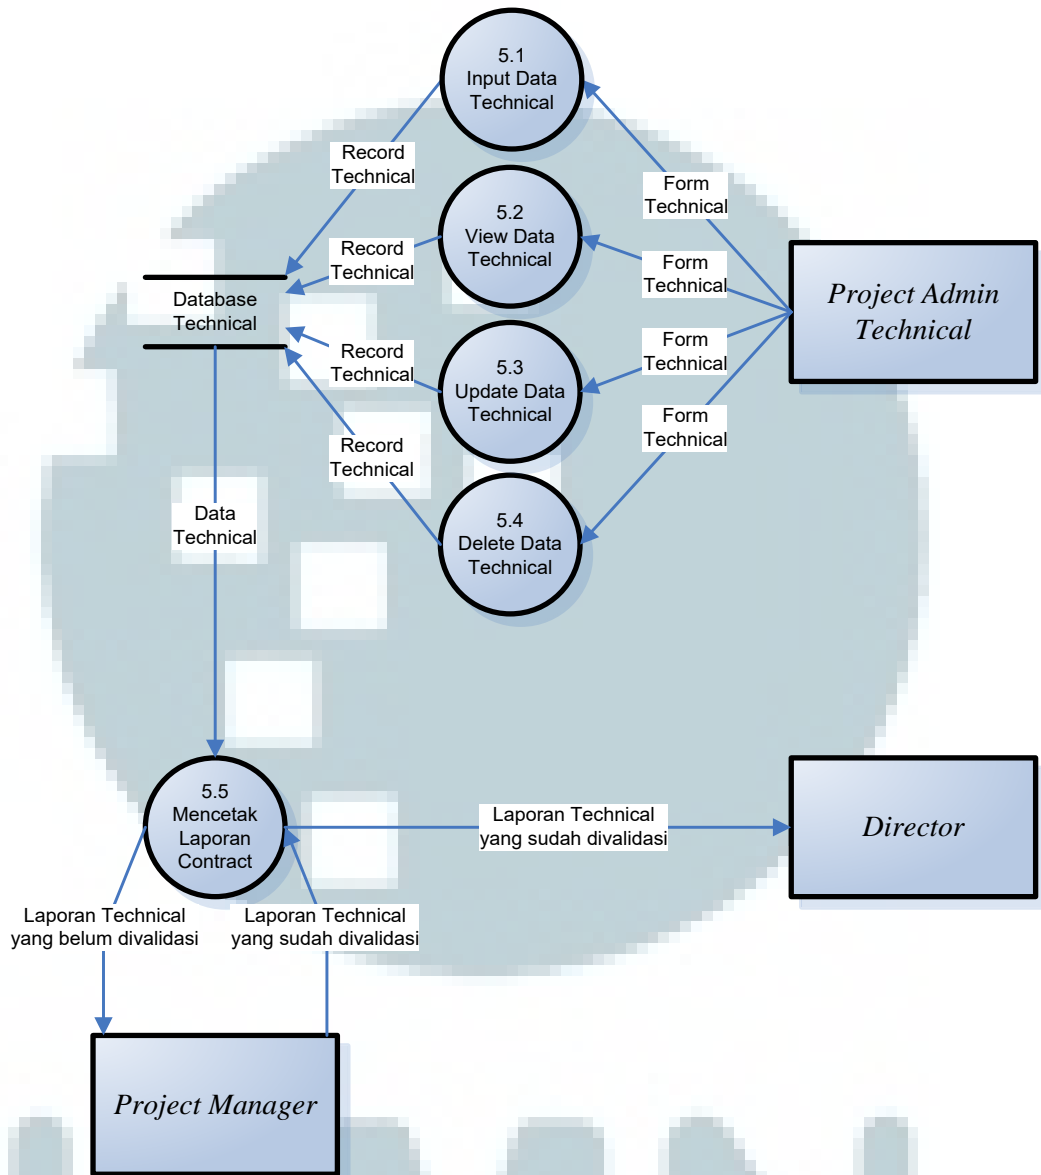 5.1
Input Data
Technical
Record
Technical
Form
Technical
5.2
View Data
Technical
Record
Technical
Form
Technical
Project Admin
Technical
Database
Technical
Record
Technical
5.3
Update Data
Technical
Form
Technical
Record
Technical
Form
Technical
5.4
Delete Data
Technical
Data
Technical
5.5
Mencetak
Laporan
Contract
Laporan Technical
yang sudah divalidasi
Director
Laporan Technical
yang belum divalidasi
Laporan Technical
yang sudah divalidasi
Project Manager